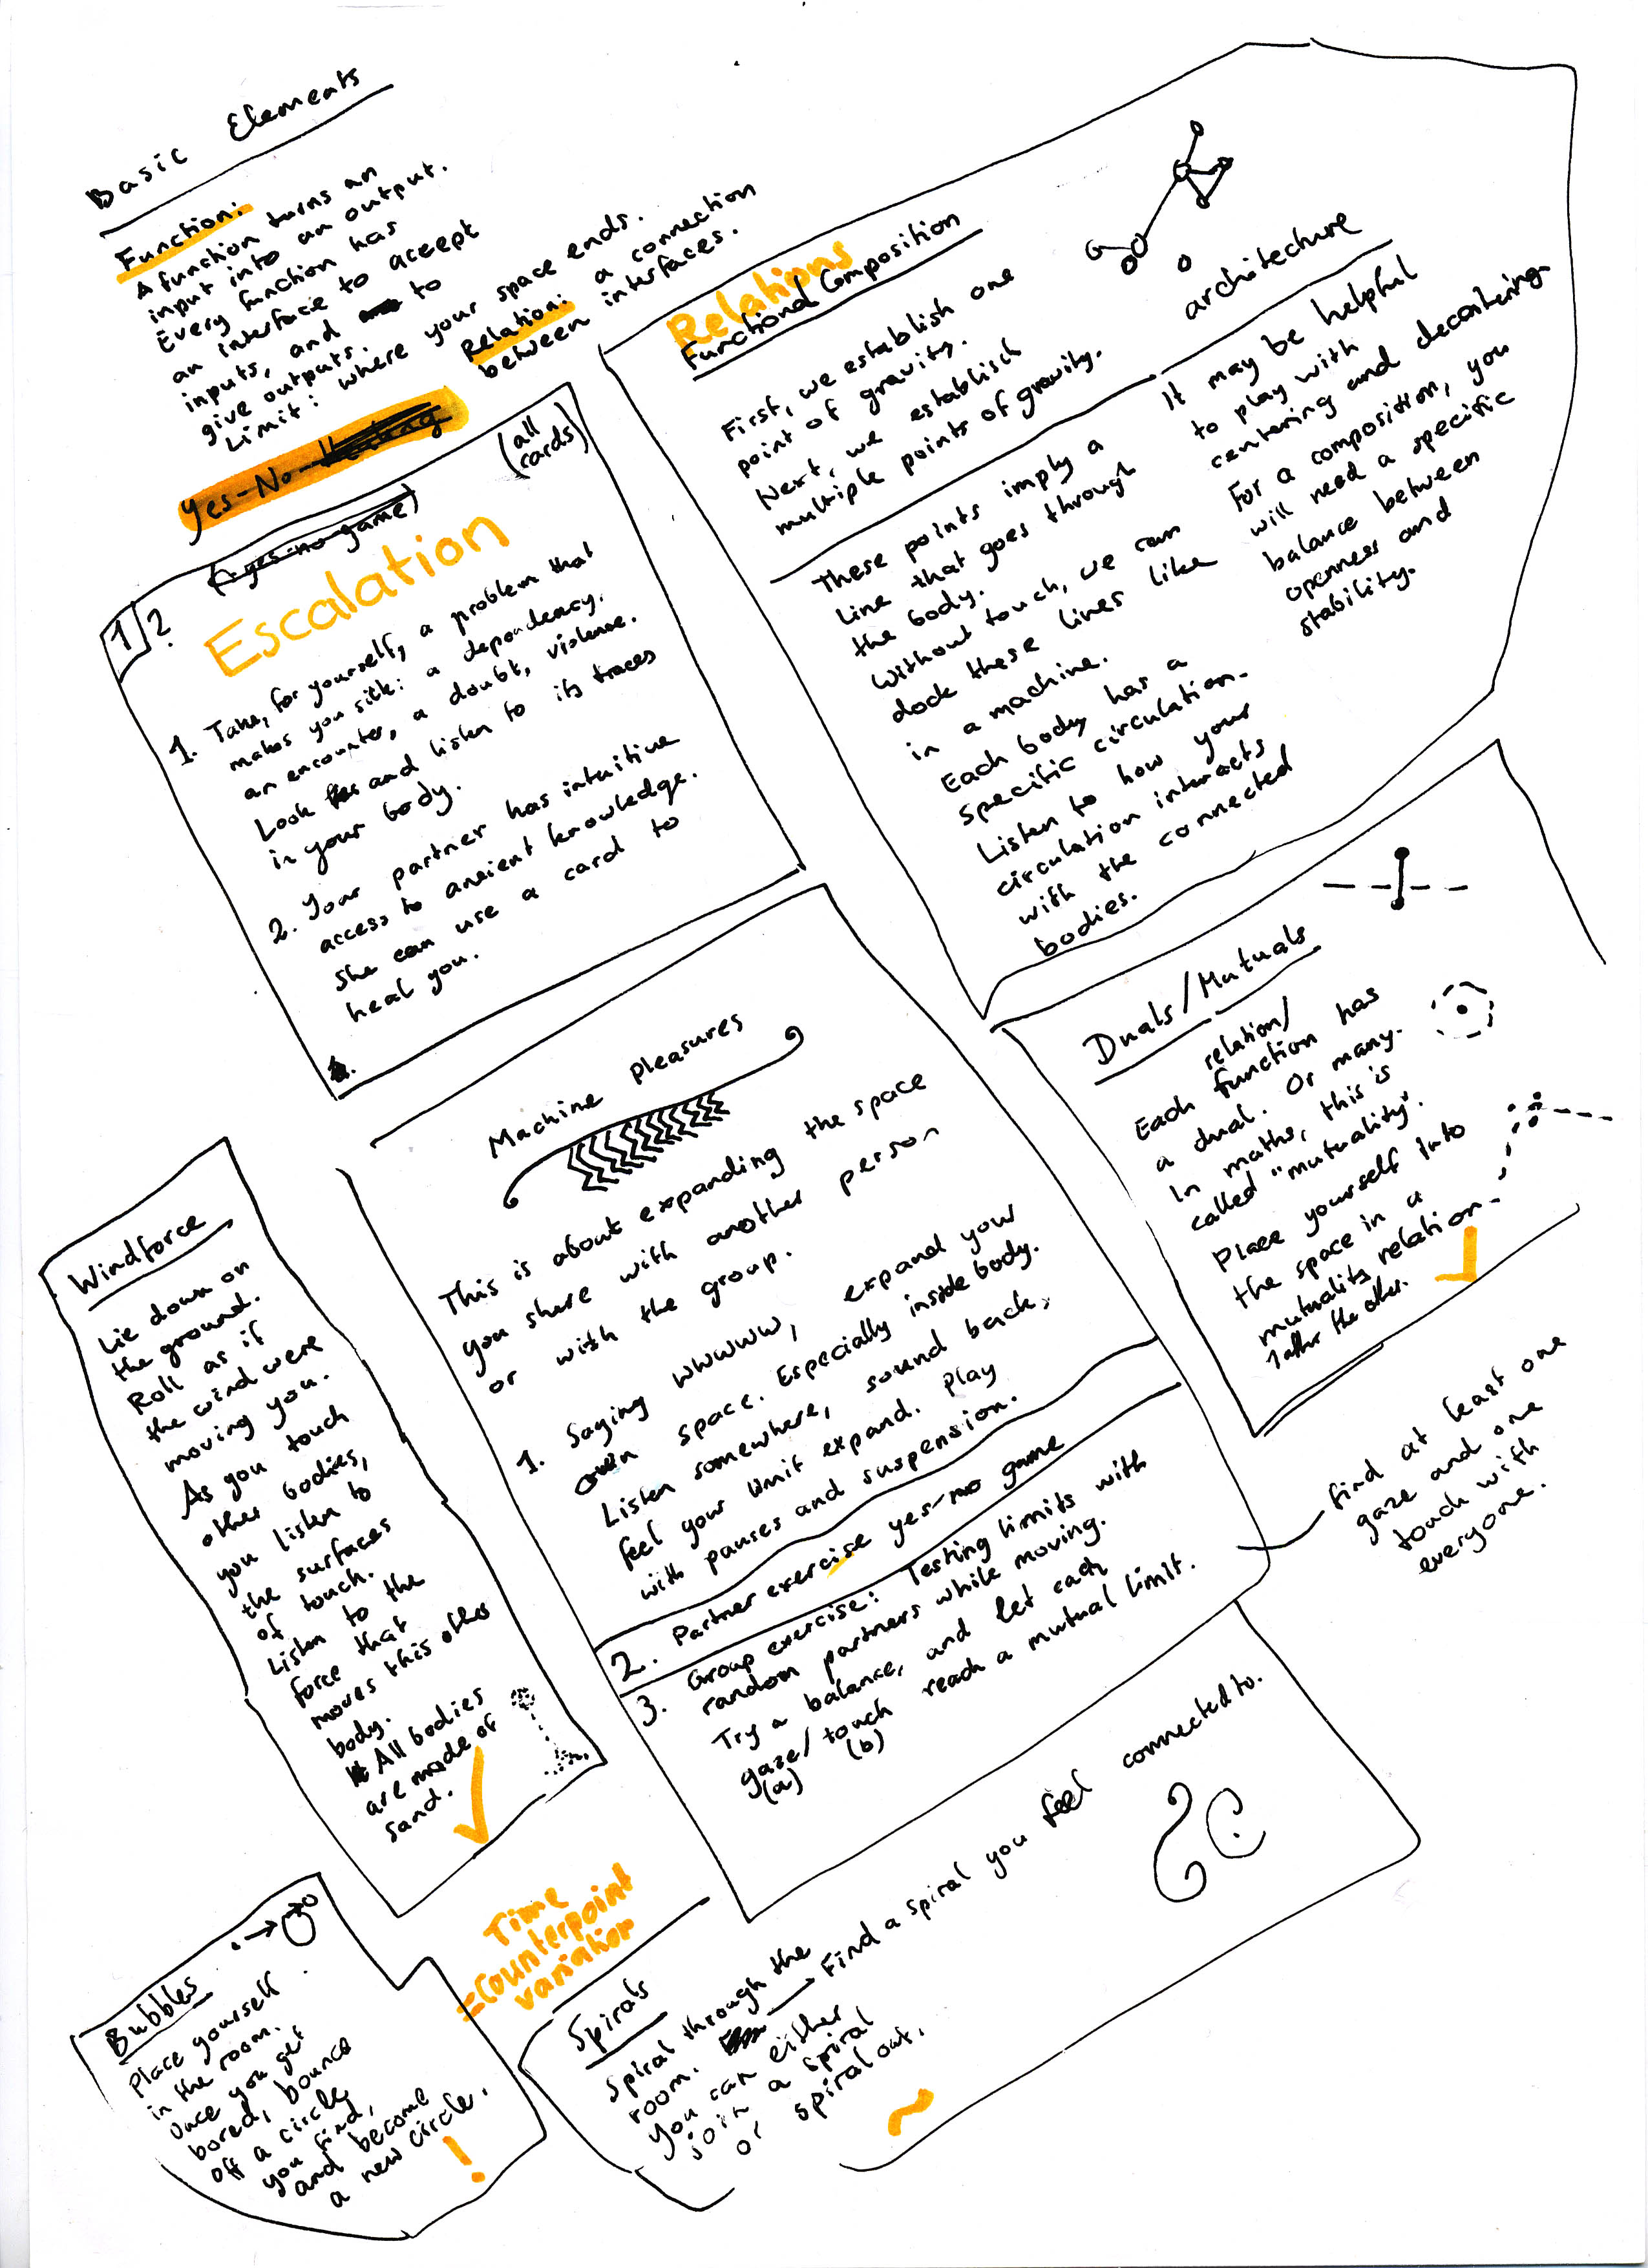 Basic Elements
Function:
A function turns an
input into an output.
Every function has
an interface to accept
inputs, and to
give outputs.
Limit: where your space ends.
Relation: a connection
between interfaces.
Yes-No
(all
cards)
(yes-no game)
1/2
Escalation
1. Take, for yourself, a problem that
makes you sick: a dependency,
an encounter, a doubt, violence.
Look and listen to its traces
in your body.
2. Your partner has intuitive
access to ancient knowledge.
She can use a card to
heal you.
Relations
Functional Composition
First, we establish one
point of gravity.
Next, we establisch
multiple points of gravity.
These points imply a
line that goes through
the body.
Without touch, we can
dock these lines like
in a machine.
Each body has a
specific circulation.
Listen to how your
circulation interacts
with the connected
bodies.
architecture
It may be helpful
to play with
centering and decentering.
For a composition, you
will need a specific
balance between
openness and
stability.
Duals/Mutuals
relation/
Each function has
a dual. Or many.
In maths, this is
called "mutuality".
Place yourself into
the space in a
mutuality relation
1 after the other.
Machine Pleasures
This is about expanding the space
you share with another person
or with the group.
1. Saying wwwww, expand your
own space. Especially inside body.
Listen somewhere, sound back,
feel your limit expand. Play
with pauses and suspension.
2. Partner exercise yes-no game
3. Group exercise: Testing limits with
random partners while moving.
Try a balance, and let each
gaze/touch reach a mutual limit.
(a) (b)
find at least one
gaze and one
touch with
everyone.
Windforce
Lie down on
the ground.
Roll as if
the wind were
moving you.
As you touch
other bodies,
you listen to
the surfaces
of touch.
Listen to the
force that
moves this other
body.
All bodies
are made of
sand.
Time
=Counterpoint
variation
Bubbles
Place yourself
in the room.
Once you get
bored, bounce
off a circle
you find,
and become
a new circle.
!
Spirals
Spiral through the
room. Find a spiral you feel connected to.
You can either
join a spiral
or spiral out.